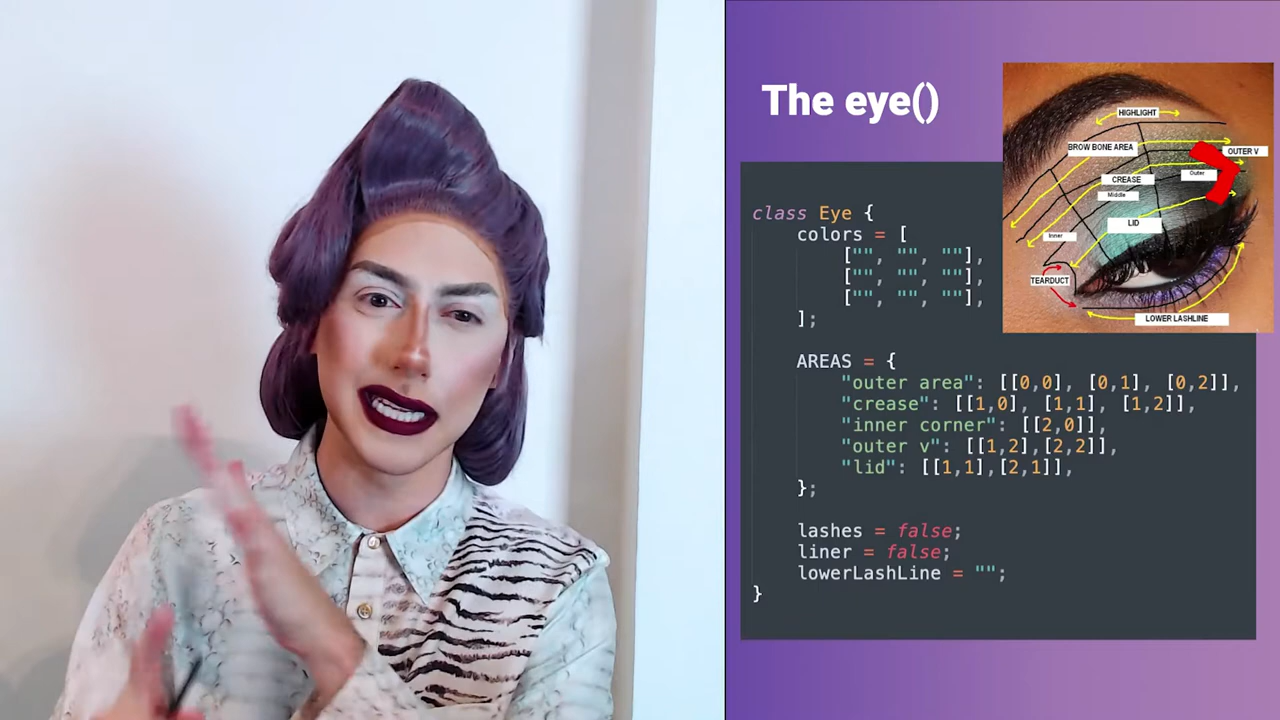 The eye()
HIGHLIGHT
BROW BONE AREA
OUTER V
CREASE
Outer
Middle
LID
Inner
TEARDUCT
LOWER LASHLINE
class Eye {
colors = [
["", "", ""],
["", "", ""],
["", "", ""],
];
AREAS = {
"outer area": [[0,0], [0,1], [0,2]],
"crease": [[1,0], [1,1], [1,2]],
"inner corner": [[2,0]],
"outer v": [[1,2],[2,2]],
"lid": [[1,1],[2,1]],
};
lashes = false;
liner = false;
lowerLashLine = "";
}